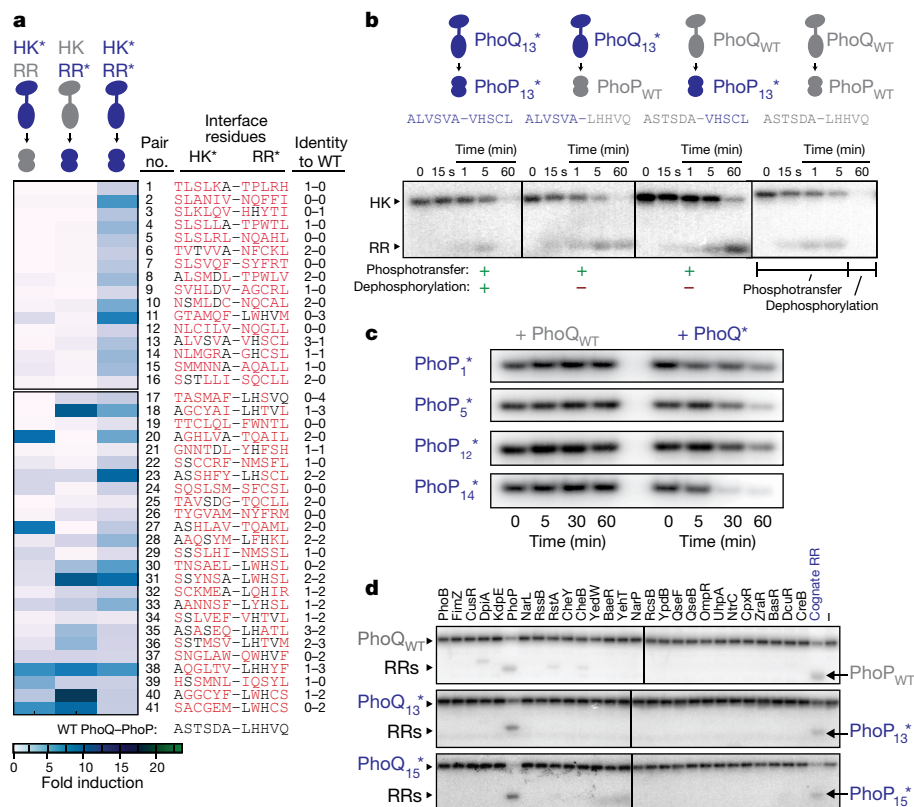 a
HK* HK HK*
RR RR* RR*
Pair no. Interface residues Identity to WT
HK* RR*
1 TLSLKA-TPLRH 1-0
2 SLANIV-NQFFI 0-0
3 SLKLQV-HHYTI 0-1
4 SLSLLA-TPWTL 1-0
5 SLSLRL-NQAHL 0-0
6 TVTVVA-NFCKL 2-0
7 SLSVQF-SYFRT 0-0
8 ALSMDL-TPWLV 2-0
9 SVHLDV-AGCRL 1-0
10 NSMLDC-NQCAL 2-0
11 GTAMQF-LWHVM 0-3
12 NLCILV-NQGLL 0-0
13 ALVSVA-VHSCL 3-1
14 NLMGRA-GHCSL 1-1
15 SMMNNA-AQALL 1-0
16 SSTLLI-SQCLL 2-0
17 TASMAF-LHSVQ 0-4
18 AGCYAI-LHTVL 1-3
19 TTCLQL-FWNTL 0-0
20 AGHLVA-TQAIL 2-0
21 GNNTDL-YHFSH 1-1
22 SSCCRF-NMSFL 1-0
23 ASSHFY-LHSCL 2-2
24 SQSLSM-SFCSL 0-0
25 TAVSDG-TQCLL 2-0
26 TYGVAM-NYFRM 0-0
27 ASHLAV-TQAML 2-0
28 AAQSYM-LFHKL 2-2
29 SSSLHI-NMSSL 1-0
30 TNSAEL-LWHSL 0-2
31 SSYNSA-LWHSL 2-2
32 SCKMEA-LQHIR 1-2
33 AANNSF-LYHSL 1-2
34 SSLVEF-VHTVL 1-2
35 ASASEQ-LHATL 3-2
36 SSTMSV-LHTVM 2-3
37 SNGLAW-QWHVF 0-2
38 AQGLTV-LHHYF 1-3
39 HSSMNL-IQSYL 1-0
40 AGGCYF-LWHCS 1-2
41 SACGEM-LWHCS 0-2
WT PhoQ–PhoP: ASTSDA-LHHVQ
0 5 10 15 20
Fold induction
b
PhoQ13* PhoQ13* PhoQWT PhoQWT
PhoP13* PhoPWT PhoP13* PhoPWT
ALVSVA-VHSCL ALVSVA-LHHVQ ASTSDA-VHSCL ASTSDA-LHHVQ
Time (min) Time (min) Time (min) Time (min)
0 15 s 1 5 60 0 15 s 1 5 60 0 15 s 1 5 60 0 15 s 1 5 60
HK
RR
Phosphotransfer: + + + Phosphotransfer
Dephosphorylation: + – – Dephosphorylation
c
+ PhoQWT + PhoQ*
PhoP1*
PhoP5*
PhoP12*
PhoP14*
0 5 30 60 0 5 30 60
Time (min) Time (min)
d
PhoB FimZ CusR DpiA KdpE PhoP NarL RssB RstA CheY CheB YedW BaeR YehT NarP RcsB YpdB QseF QseB OmpR UhpA NtrC CpxR ZraR BasR DcuR CreB Cognate RR –
PhoQWT
RRs PhoPWT
PhoQ13*
RRs PhoP13*
PhoQ15*
RRs PhoP15*